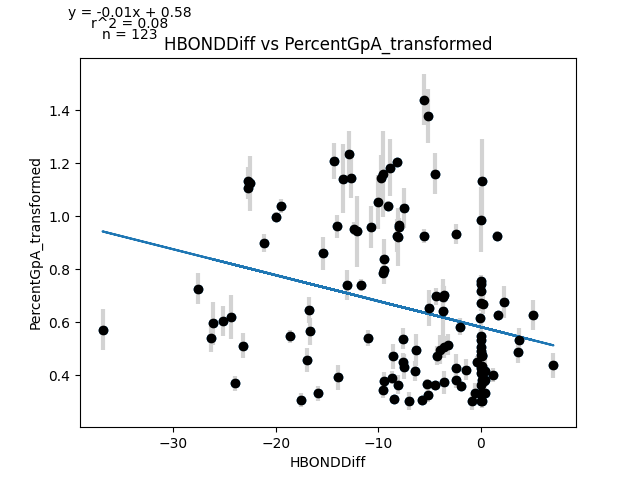 y = -0.01x + 0.58
r^2 = 0.08
n = 123
HBONDDiff vs PercentGpA_transformed
PercentGpA_transformed
1.4
1.2
1.0
0.8
0.6
0.4
−30
−20
−10
0
HBONDDiff